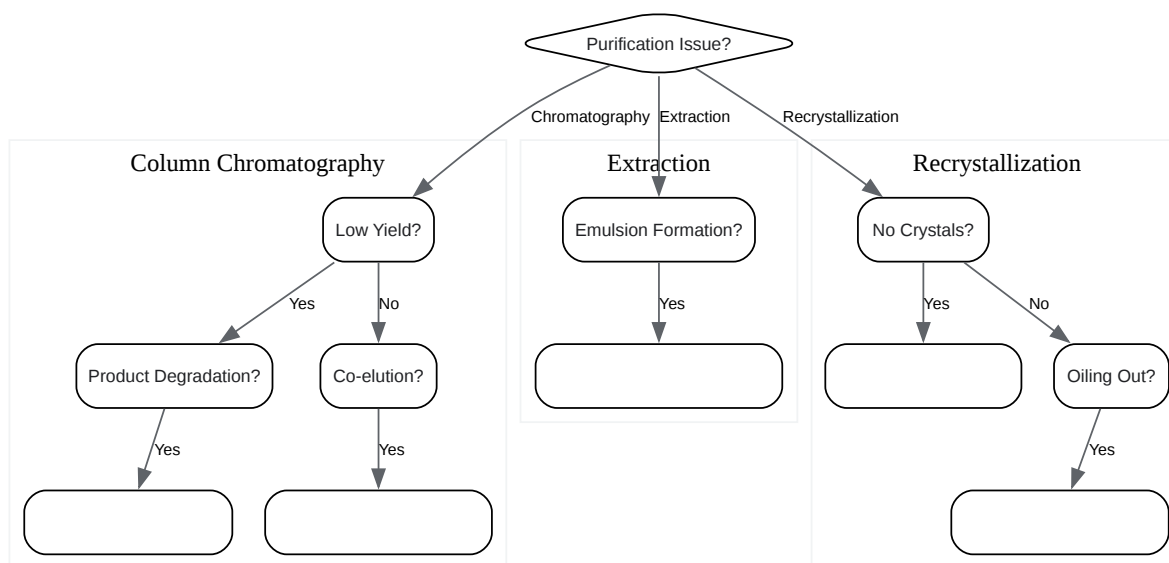 Purification Issue?
Chromatography
Extraction
Recrystallization
Column Chromatography
Extraction
Recrystallization
Low Yield?
Emulsion Formation?
No Crystals?
Yes
No
Yes
Yes
No
Product Degradation?
Co-elution?
Oiling Out?
Yes
Yes
Yes